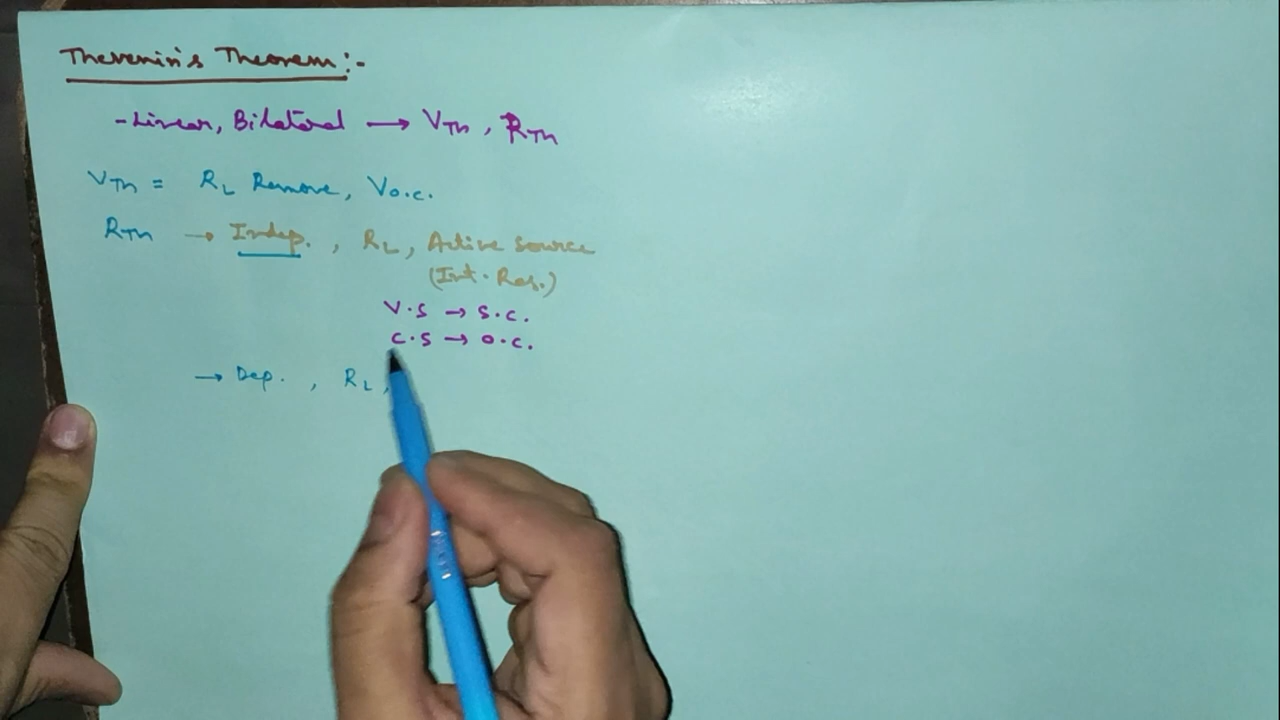 Thevenin's Theorem:-
- Linear, Bilateral → VTh, RTh
VTh = RL Remove, Vo.c.
RTh → Indep. , RL, Active source
(Int. Res.)
V.S → S.C.
C.S → O.C.
→ Dep. , RL,